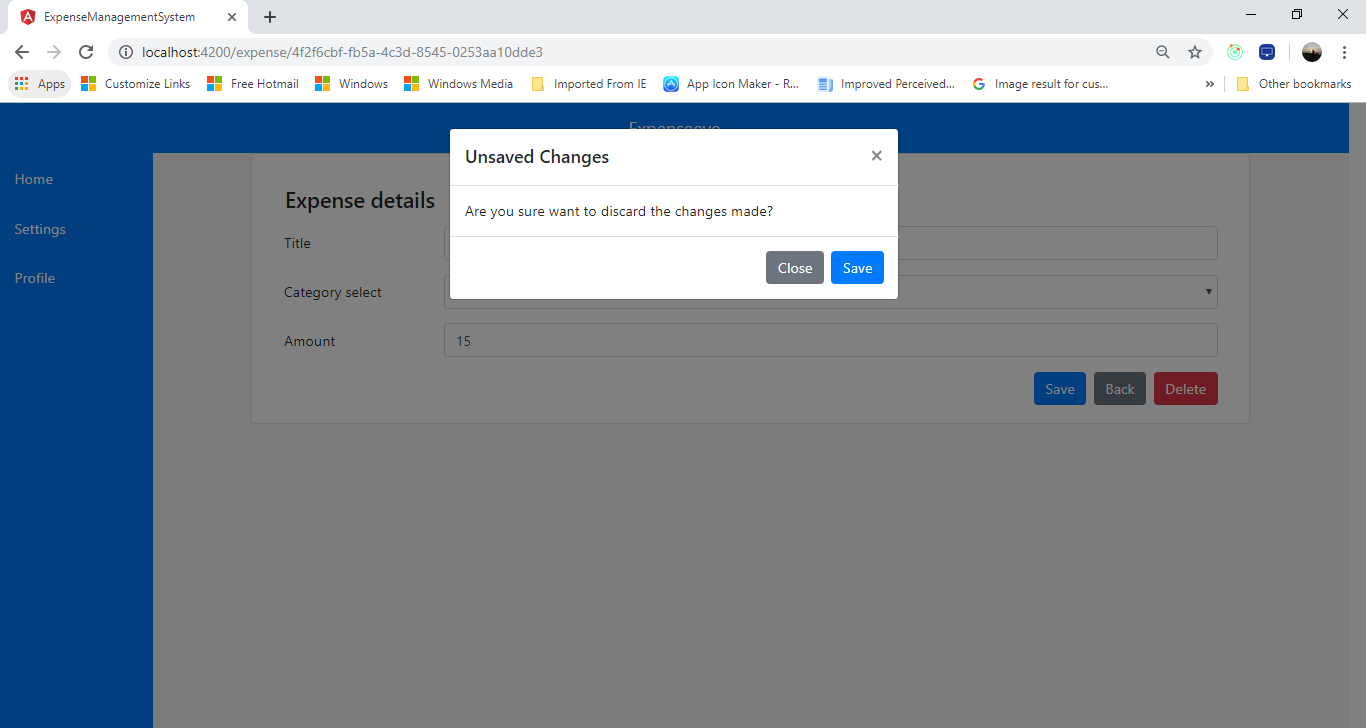 ExpenseManagementSystem
localhost:4200/expense/4f2f6cbf-fb5a-4c3d-8545-0253aa10dde3
Apps Customize Links Free Hotmail Windows Windows Media Imported From IE App Icon Maker - R... Improved Perceived... Image result for cus... » Other bookmarks
Home
Settings
Profile
Unsaved Changes ×
Are you sure want to discard the changes made?
Close Save
Expense details
Title
Category select
Amount 15
Save Back Delete